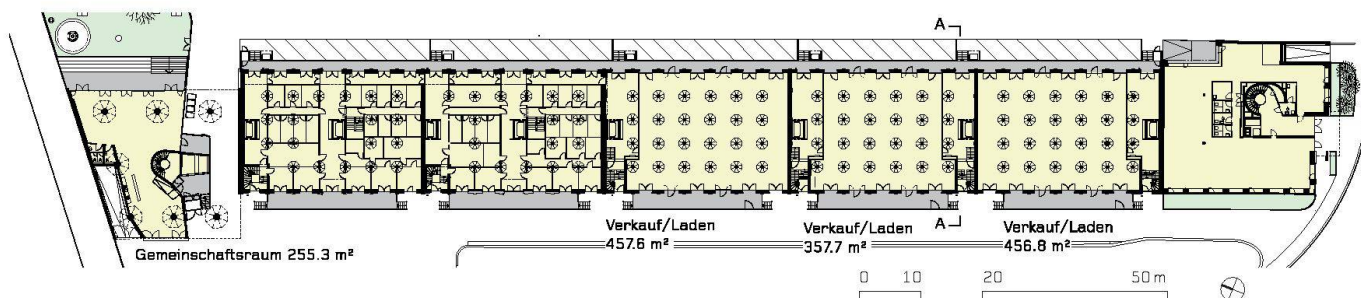 A
Verkauf/Laden
457.6 m²
Verkauf/Laden
357.7 m²
A
Verkauf/Laden
456.8 m²
Gemeinschaftsraum 255.3 m²
0 10 20 50 m